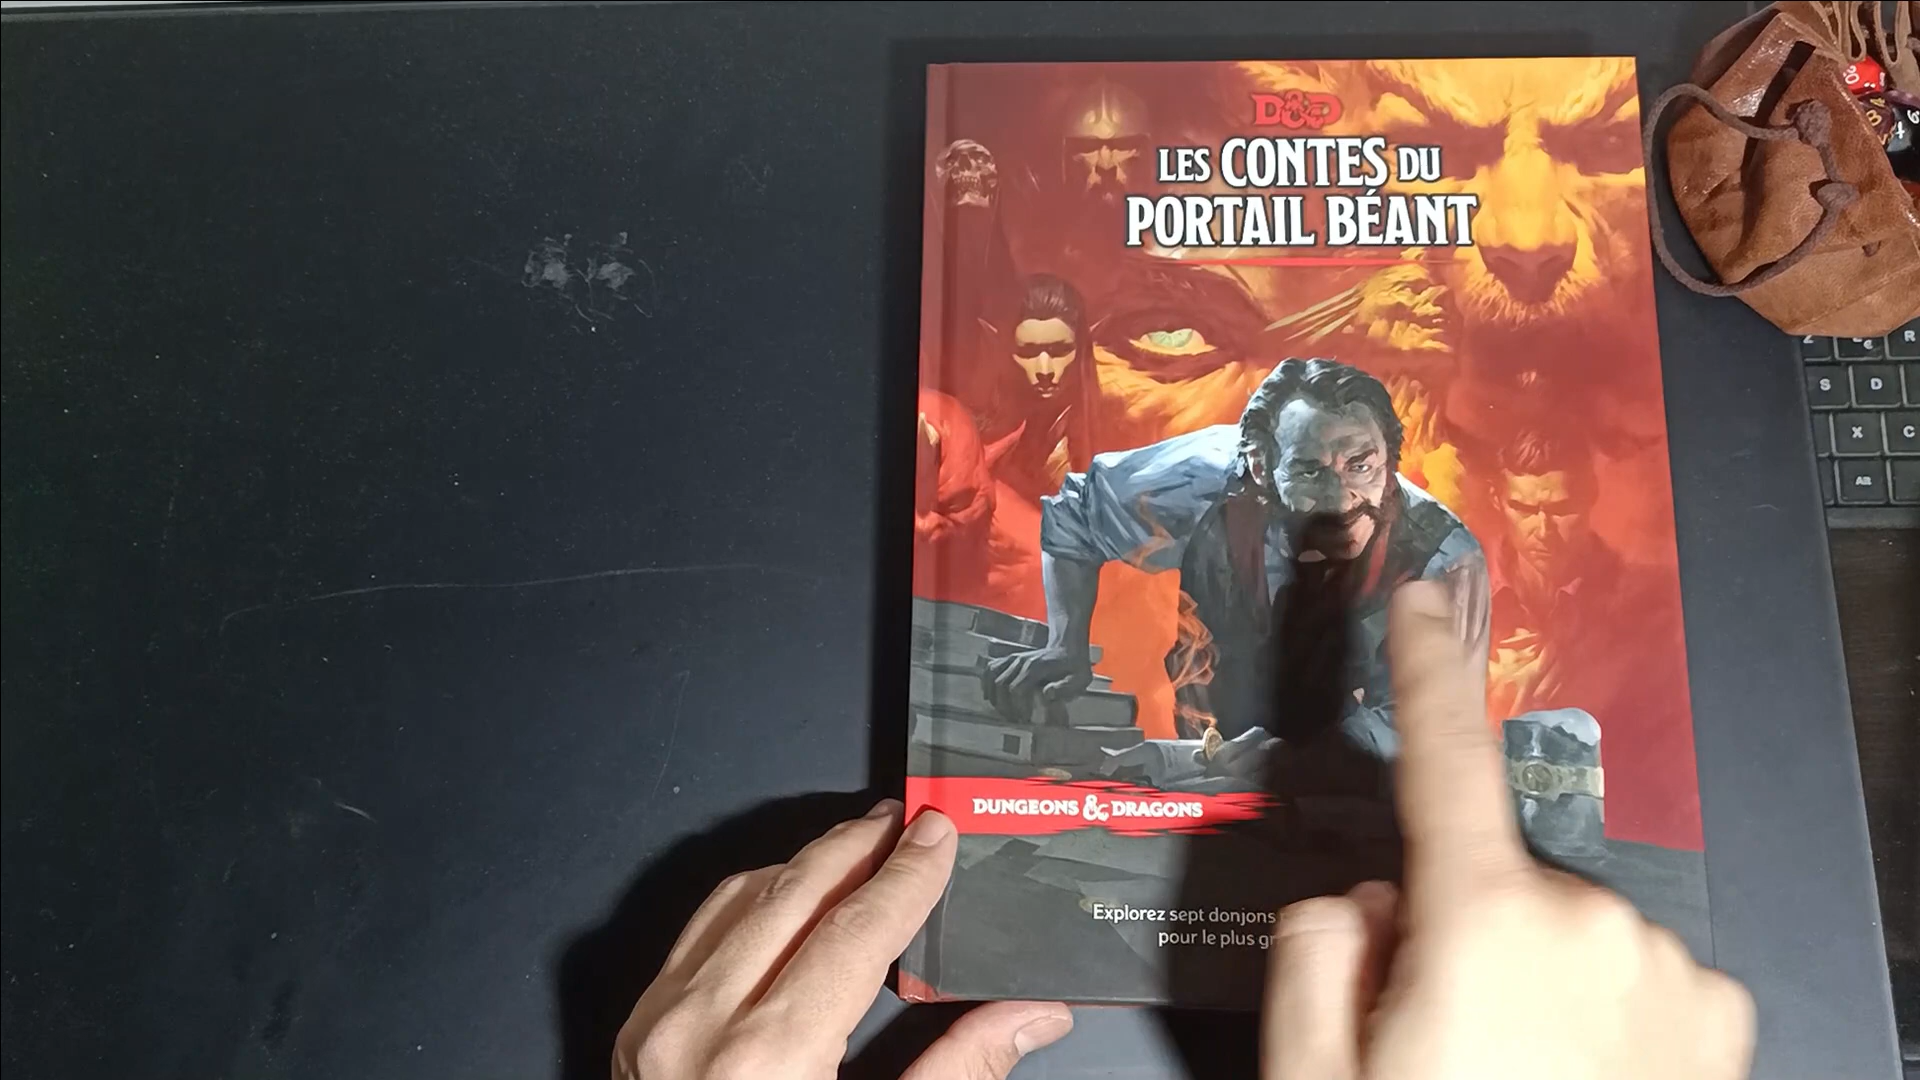 D&D
LES CONTES DU
PORTAIL BÉANT
DUNGEONS & DRAGONS
Explorez sept donjons
pour le plus
S D
X C